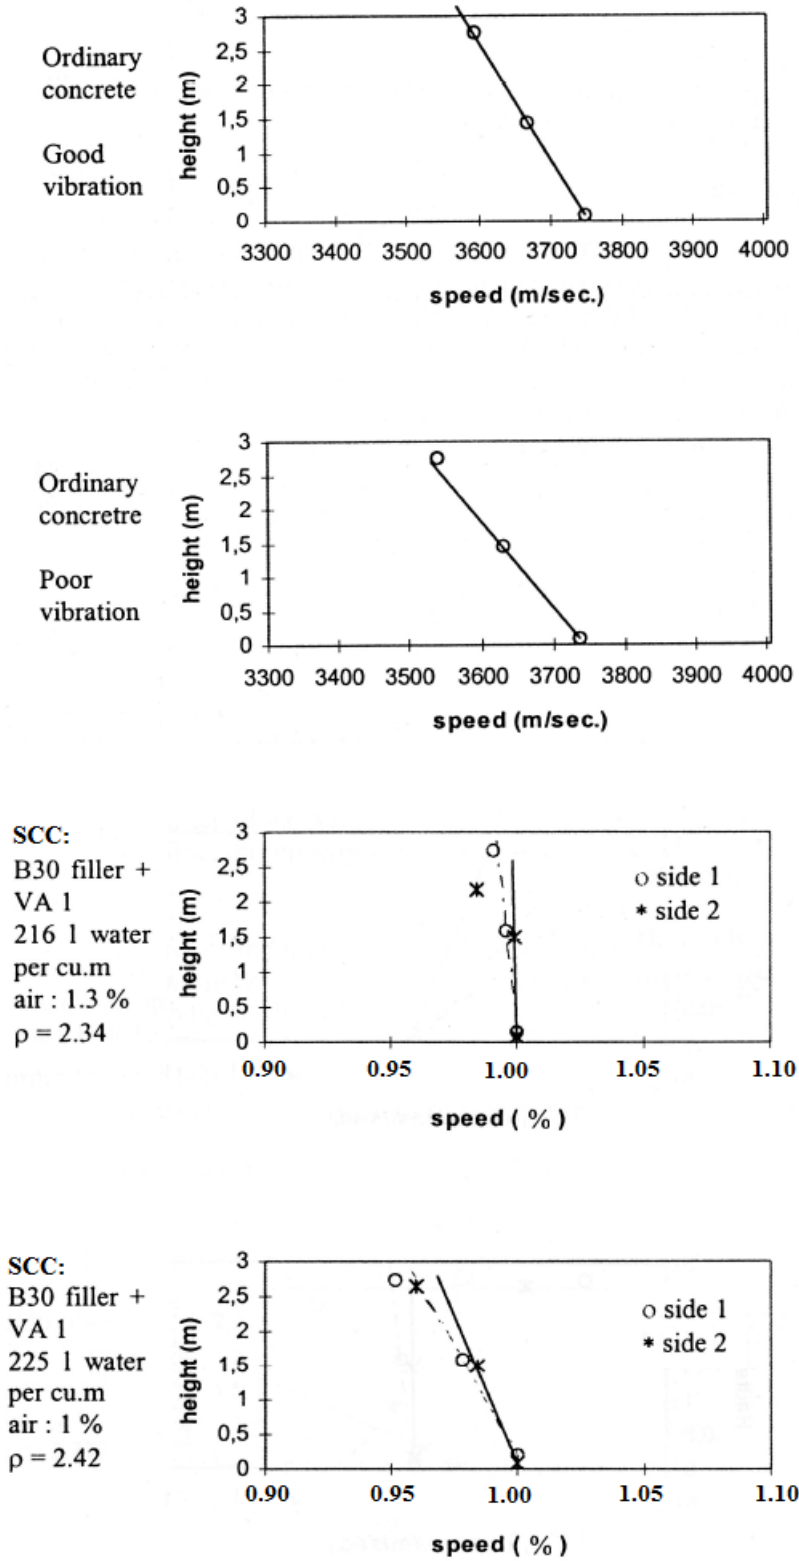 Ordinary
concrete
Good
vibration
height (m)
3
2,5
2
1,5
1
0,5
0
3300 3400 3500 3600 3700 3800 3900 4000
speed (m/sec.)
Ordinary
concretre
Poor
vibration
height (m)
3
2,5
2
1,5
1
0,5
0
3300 3400 3500 3600 3700 3800 3900 4000
speed (m/sec.)
SCC:
B30 filler +
VA 1
216 l water
per cu.m
air : 1.3 %
ρ = 2.34
height (m)
3
2,5
2
1,5
1
0,5
0
o side 1
* side 2
0.90 0.95 1.00 1.05 1.10
speed ( % )
SCC:
B30 filler +
VA 1
225 l water
per cu.m
air : 1 %
ρ = 2.42
height (m)
3
2,5
2
1,5
1
0,5
0
o side 1
* side 2
0.90 0.95 1.00 1.05 1.10
speed ( % )